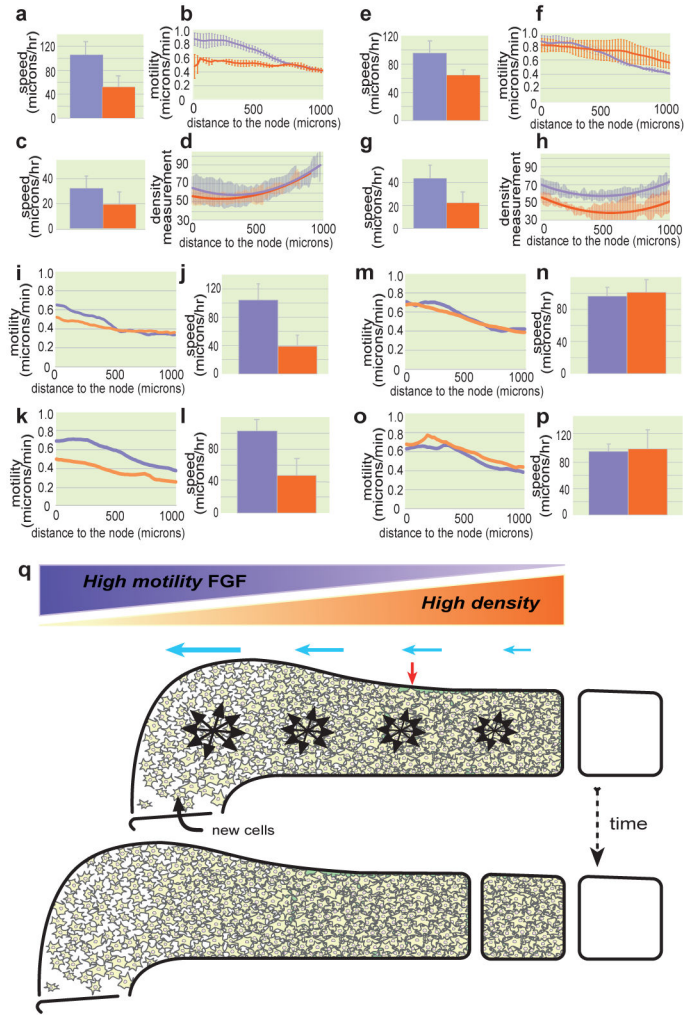 a
speed
(microns/hr)
120
80
40
0
b
motility
(microns/min)
1.0
0.8
0.6
0.4
0.2
0
0
500
1000
distance to the node (microns)
e
speed
(microns/hr)
120
80
40
0
f
motility
(microns/min)
1.0
0.8
0.6
0.4
0.2
0
0
500
1000
distance to the node (microns)
c
speed
(microns/hr)
40
20
0
d
density
measurement
90
70
50
30
0
500
1000
distance to the node (microns)
g
speed
(microns/hr)
40
20
0
h
density
measurement
90
70
50
30
0
500
1000
distance to the node (microns)
i
motility
(microns/min)
1.0
0.8
0.6
0.4
0.2
0
0
500
1000
distance to the node (microns)
j
speed
(microns/hr)
120
80
40
0
m
motility
(microns/min)
1.0
0.8
0.6
0.4
0.2
0
0
500
1000
distance to the node (microns)
n
speed
(microns/hr)
80
40
0
k
motility
(microns/min)
1.0
0.8
0.6
0.4
0.2
0
0
500
1000
distance to the node (microns)
l
speed
(microns/hr)
80
40
0
o
motility
(microns/min)
1.0
0.8
0.6
0.4
0.2
0
0
500
1000
distance to the node (microns)
p
speed
(microns/hr)
120
80
40
0
q
High motility FGF
High density
new cells
time